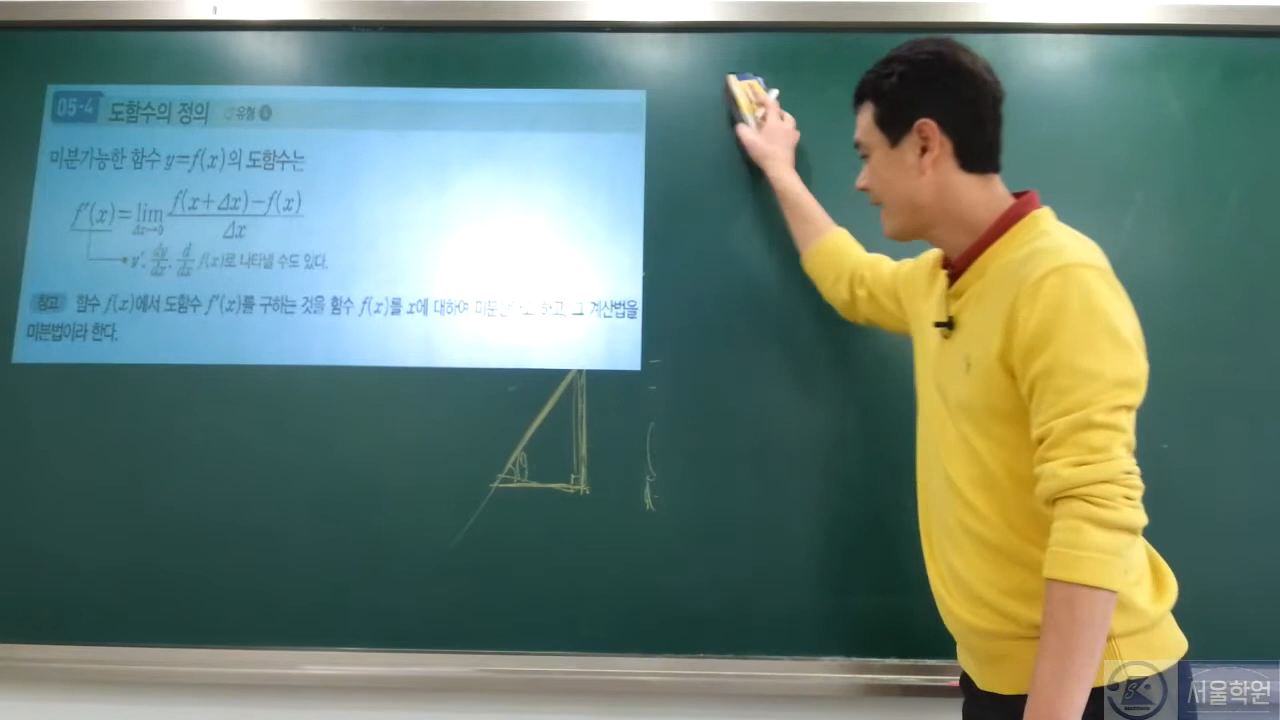 05-4 도함수의 정의 유형
미분가능한 함수 y=f(x)의 도함수는
f'(x)=lim Δx→0 f(x+Δx)-f(x) / Δx
y', dy/dx, d/dx f(x)로 나타낼 수도 있다.
참고 함수 f(x)에서 도함수 f'(x)를 구하는 것을 함수 f(x)를 x에 대하여 하고, 그 계산법을
미분법이라 한다.
서울학원